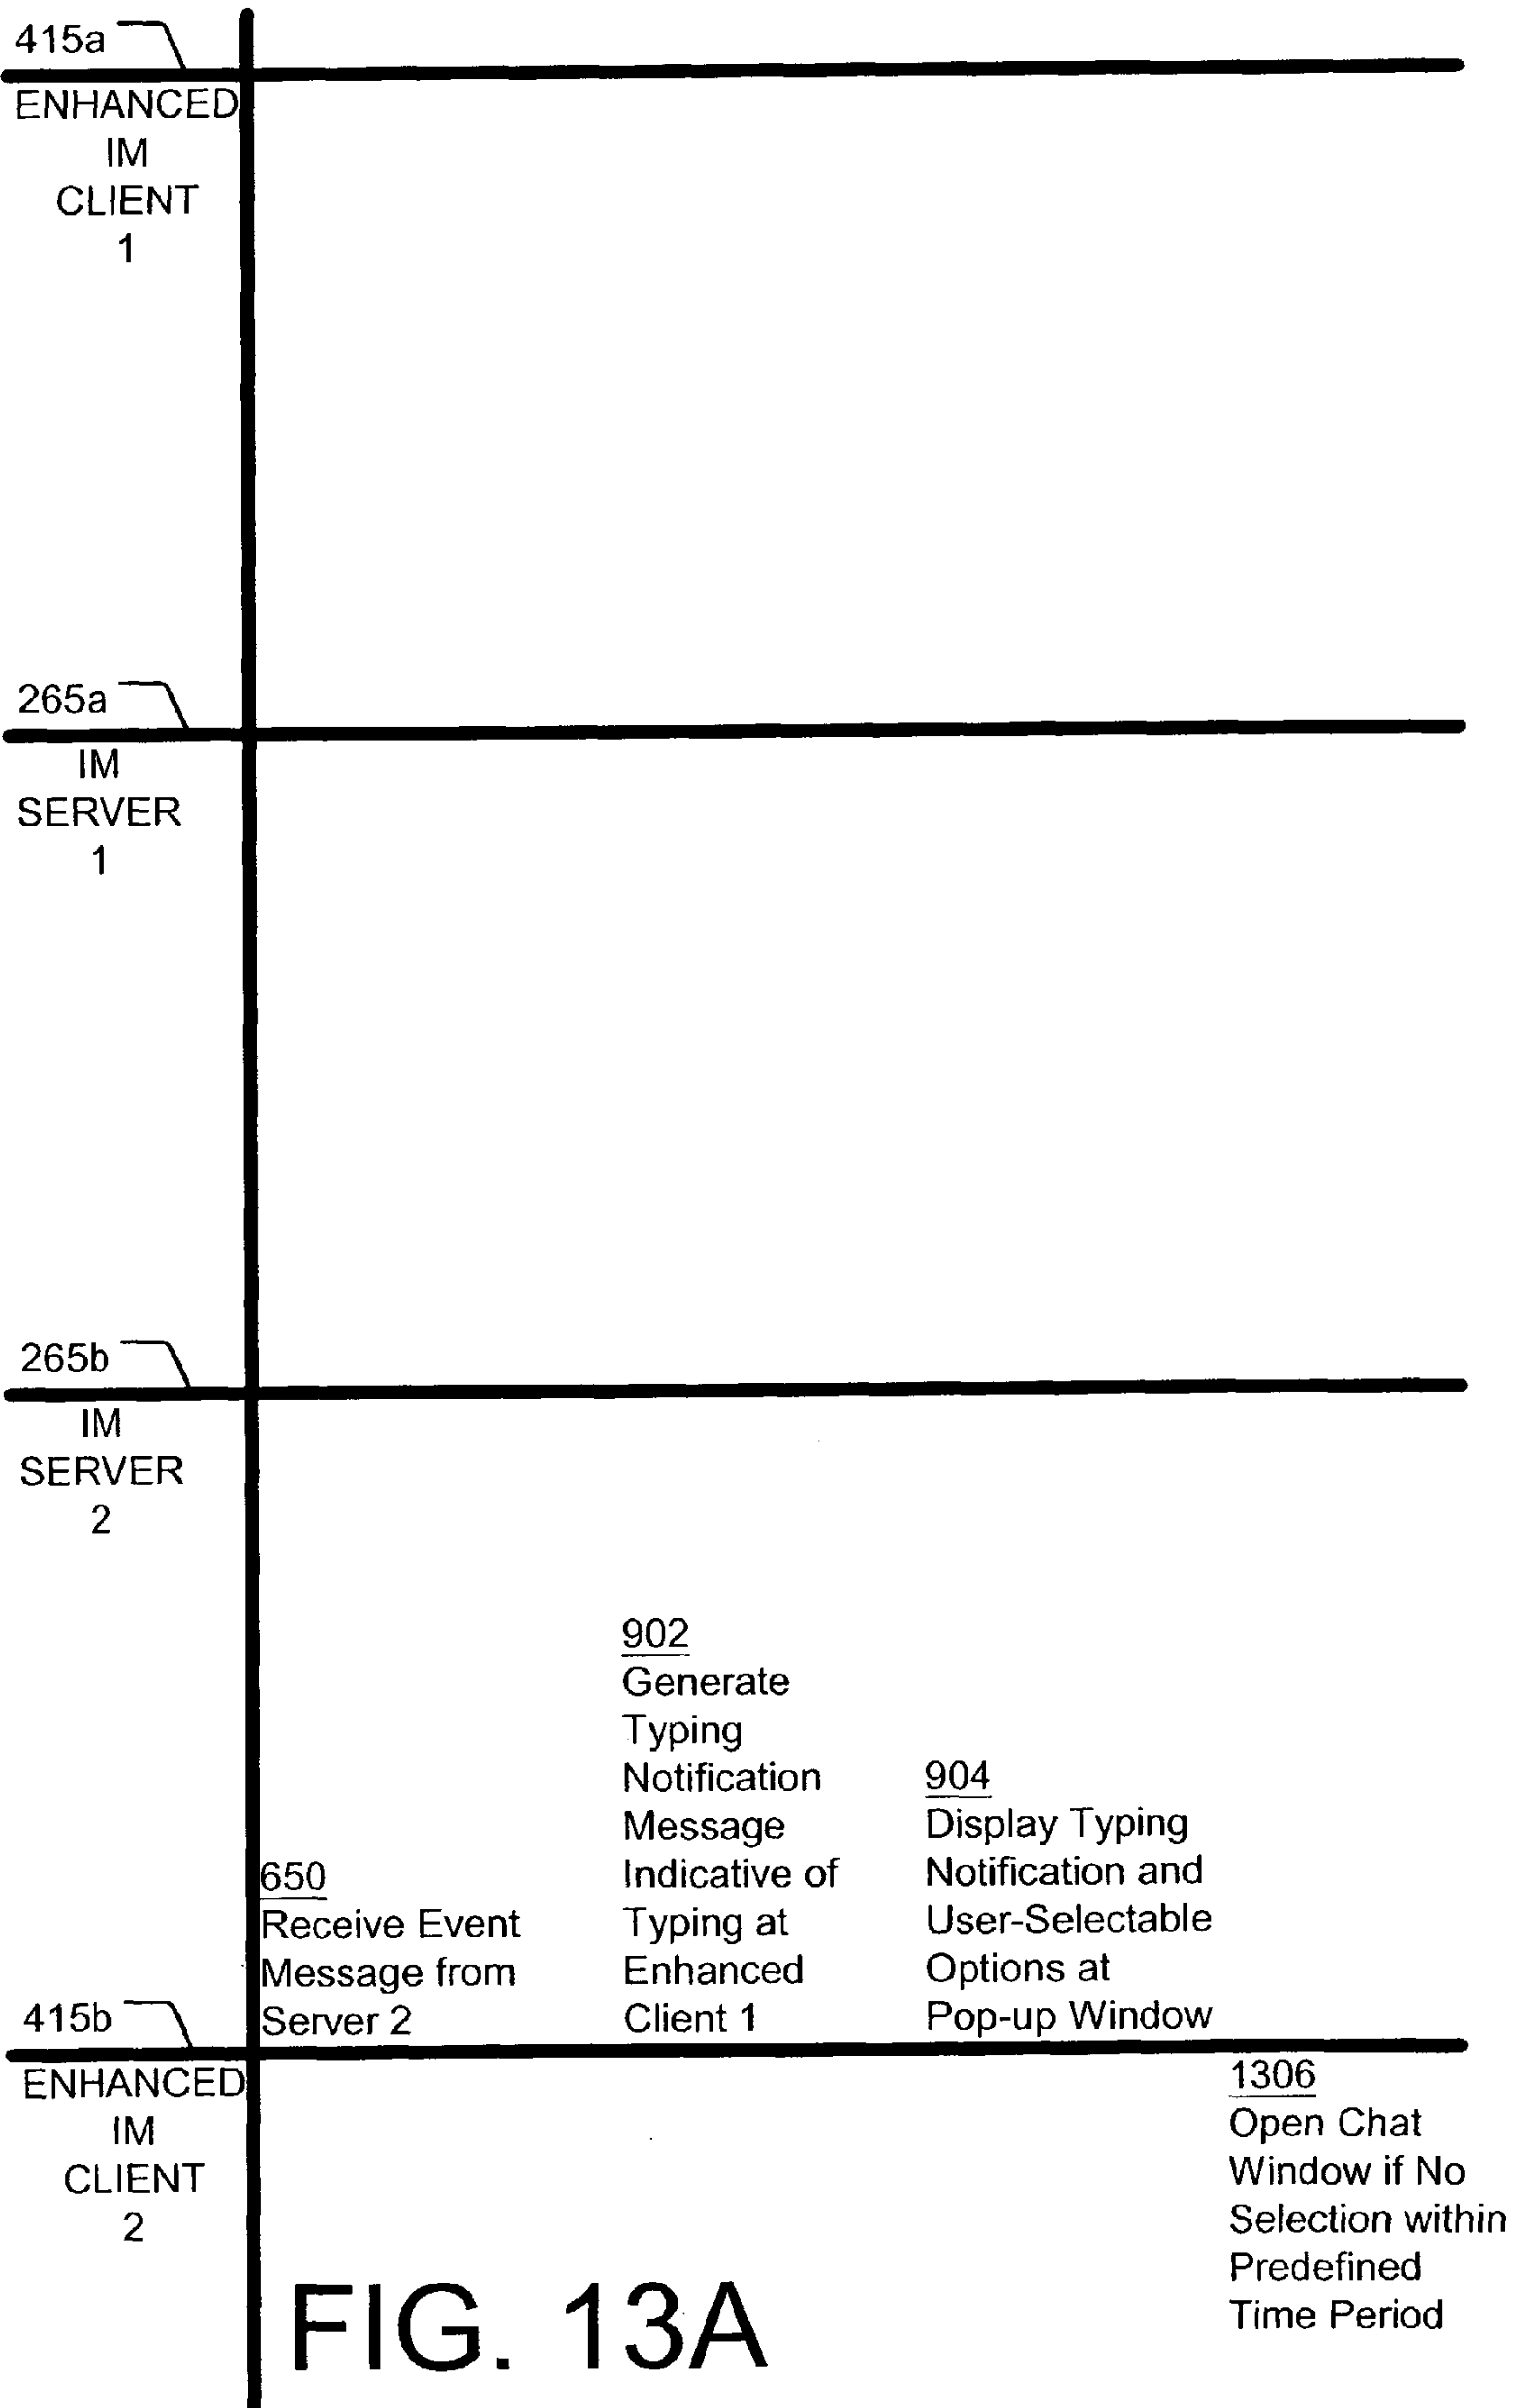 415a
ENHANCED
IM
CLIENT
1
265a
IM
SERVER
1
265b
IM
SERVER
2
650
Receive Event
Message from
Server 2
902
Generate
Typing
Notification
Message
Indicative of
Typing at
Enhanced
Client 1
904
Display Typing
Notification and
User-Selectable
Options at
Pop-up Window
415b
ENHANCED
IM
CLIENT
2
1306
Open Chat
Window if No
Selection within
Predefined
Time Period
FIG. 13A